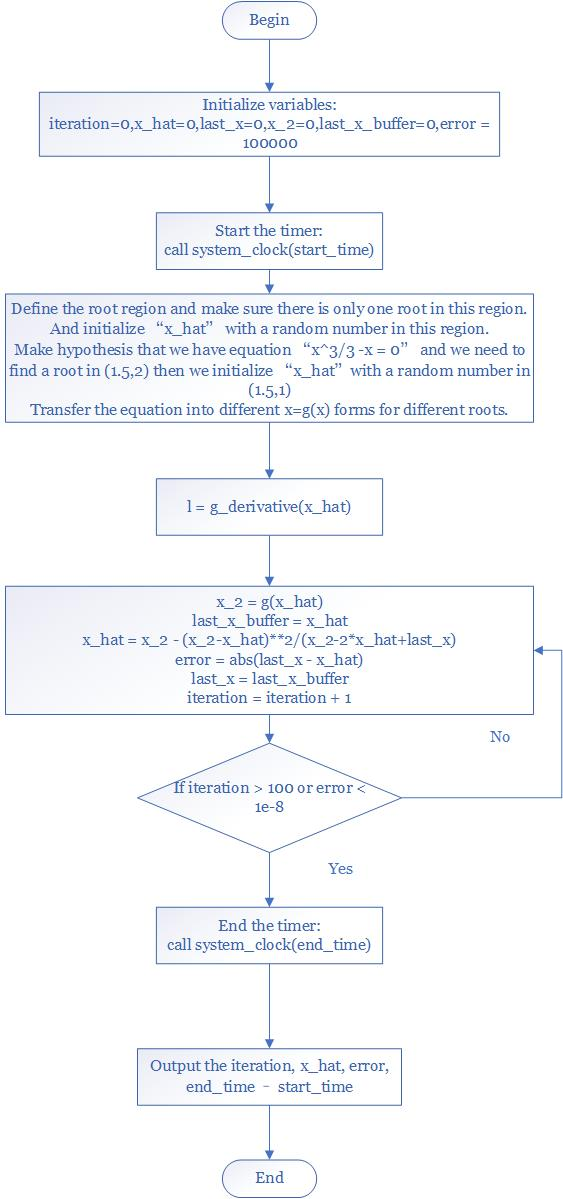 Begin
Initialize variables:
iteration=0,x_hat=0,last_x=0,x_2=0,last_x_buffer=0,error =
100000
Start the timer:
call system_clock(start_time)
Define the root region and make sure there is only one root in this region.
And initialize “x_hat” with a random number in this region.
Make hypothesis that we have equation “x^3/3 -x = 0” and we need to
find a root in (1.5,2) then we initialize “x_hat” with a random number in
(1.5,1)
Transfer the equation into different x=g(x) forms for different roots.
l = g_derivative(x_hat)
x_2 = g(x_hat)
last_x_buffer = x_hat
x_hat = x_2 - (x_2-x_hat)**2/(x_2-2*x_hat+last_x)
error = abs(last_x - x_hat)
last_x = last_x_buffer
iteration = iteration + 1
No
If iteration > 100 or error <
1e-8
Yes
End the timer:
call system_clock(end_time)
Output the iteration, x_hat, error,
end_time - start_time
End